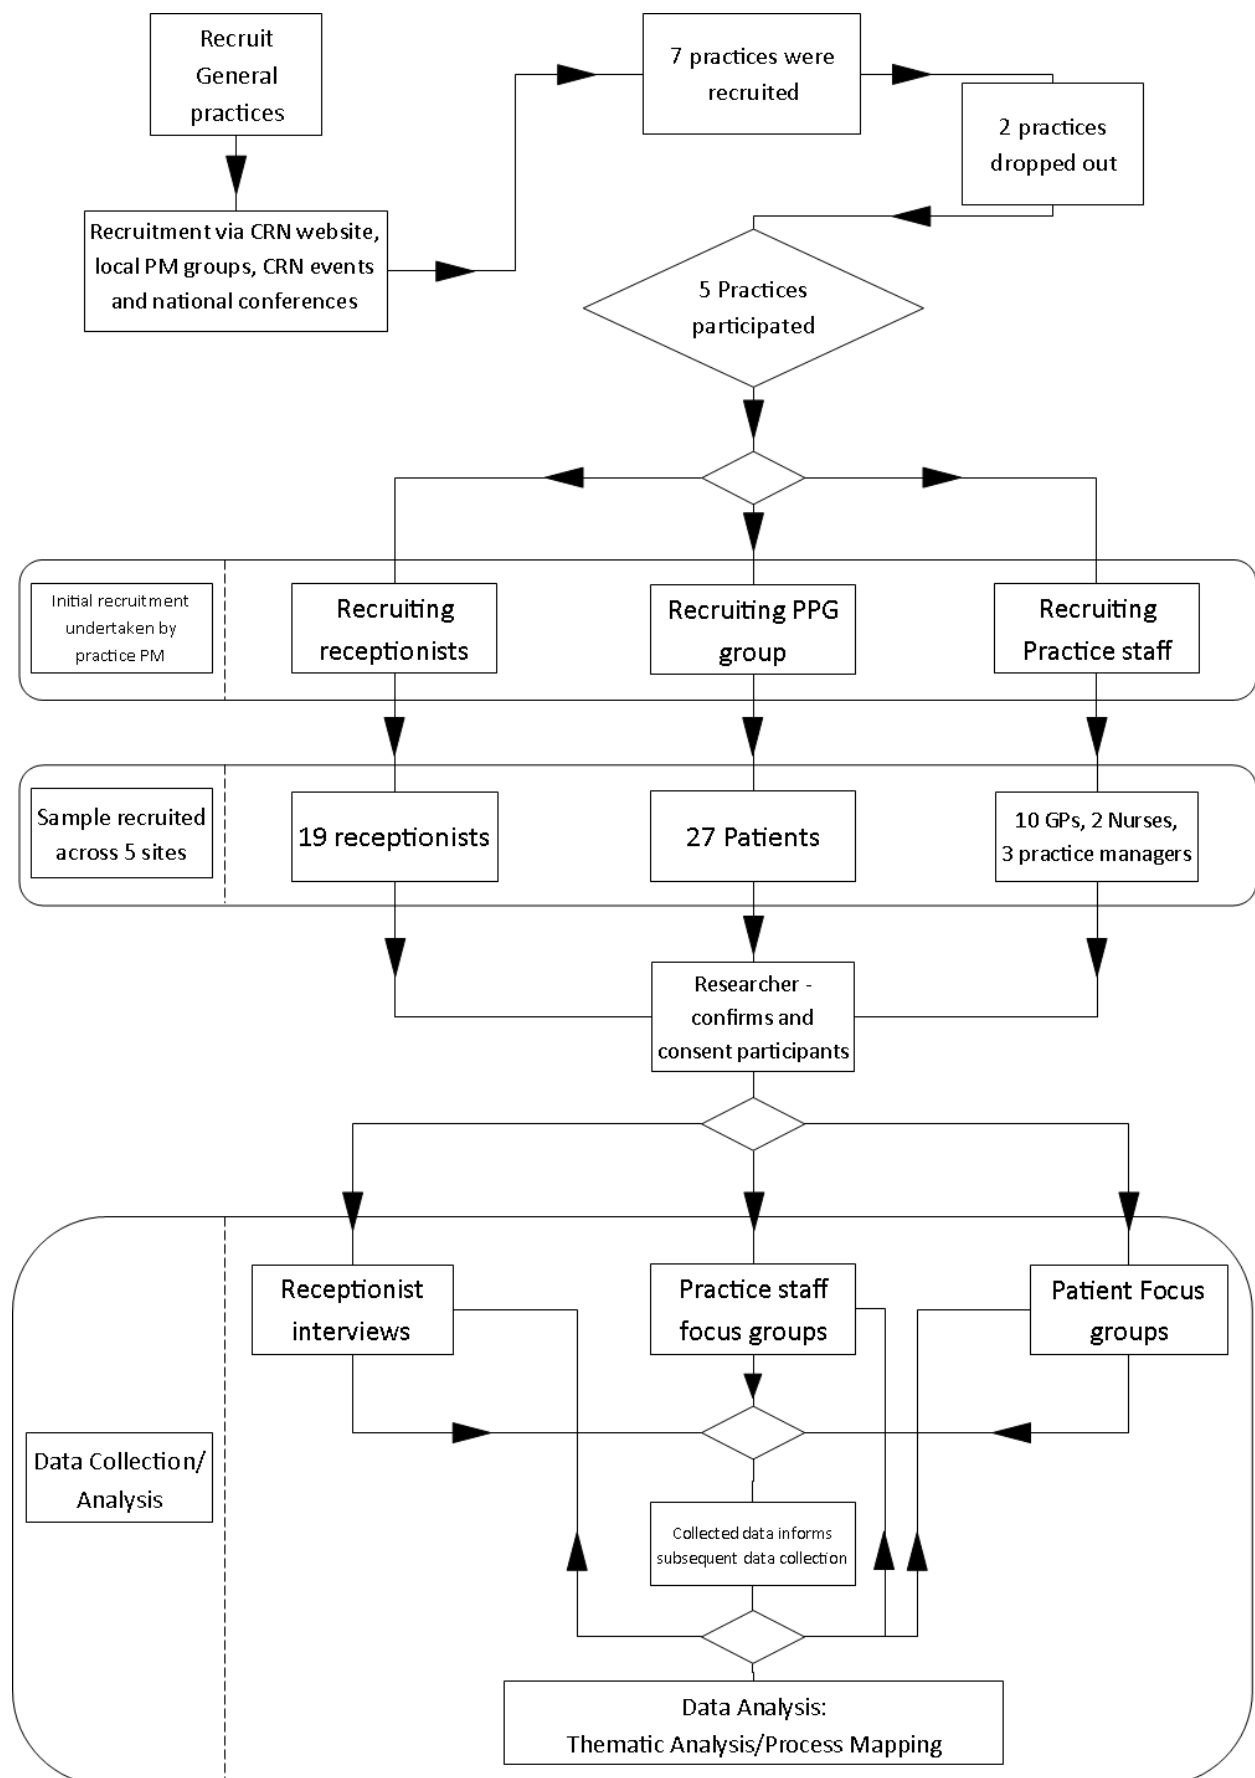 Recruit
General
practices
7 practices were
recruited
2 practices
dropped out
Recruitment via CRN website,
local PM groups, CRN events
and national conferences
5 Practices
participated
Initial recruitment
undertaken by
practice PM
Recruiting
receptionists
Recruiting PPG
group
Recruiting
Practice staff
Sample recruited
across 5 sites
19 receptionists
27 Patients
10 GPs, 2 Nurses,
3 practice managers
Researcher -
confirms and
consent participants
Receptionist
interviews
Practice staff
focus groups
Patient Focus
groups
Data Collection/
Analysis
Collected data informs
subsequent data collection
Data Analysis:
Thematic Analysis/Process Mapping